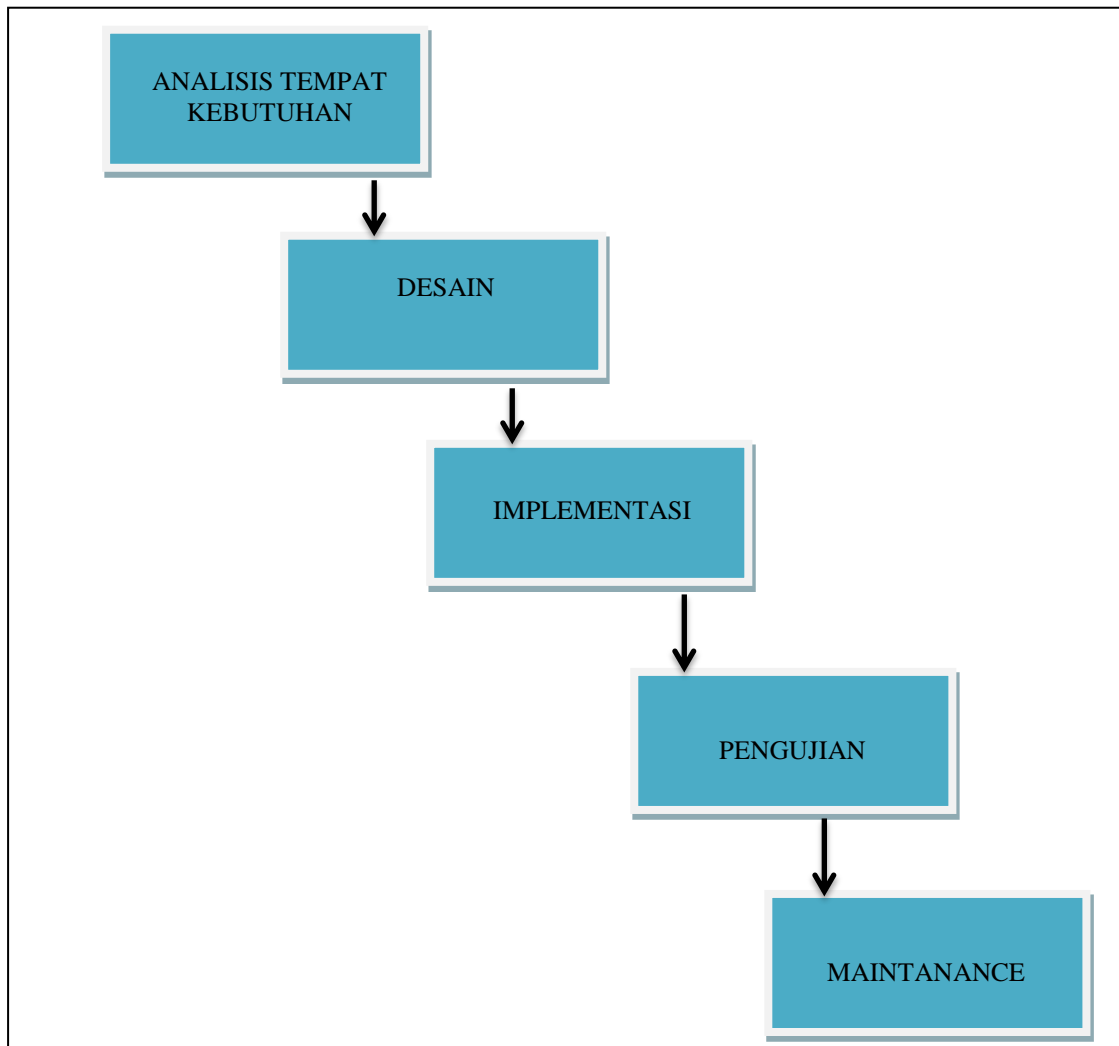 ANALISIS TEMPAT
KEBUTUHAN
DESAIN
IMPLEMENTASI
PENGUJIAN
MAINTANANCE